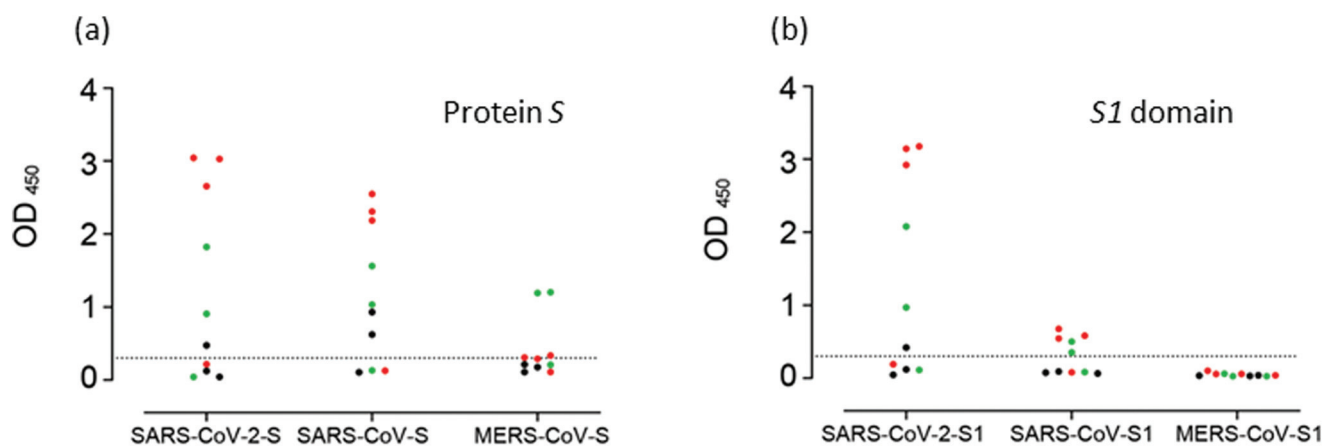 (a)
Protein S
4
3
2
1
0
OD 450
SARS-CoV-2-S SARS-CoV-S MERS-CoV-S
(b)
S1 domain
4
3
2
1
0
OD 450
SARS-CoV-2-S1 SARS-CoV-S1 MERS-CoV-S1